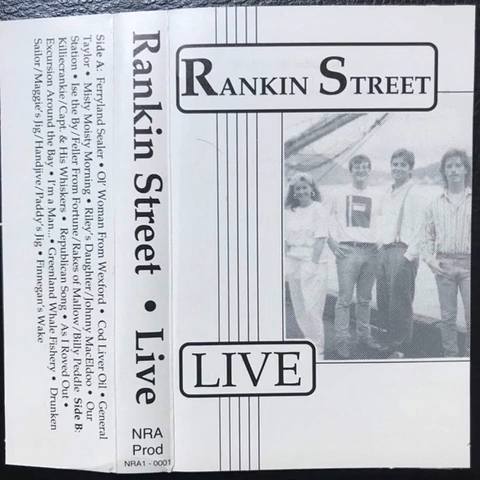 Side A: Ferryland Sealer • Ol' Woman From Wexford • Cod Liver Oil • General
Taylor • Misty Moisty Morning • Riley's Daughter/Johnny MacEldoo • Our
Station • Ise the By/Feller From Fortune/Rakes of Mallow/Billy Peddle Side B:
Killiecrankie/Capt. & His Whiskers • Republican Song • As I Roved Out •
Excursion Around the Bay • I'm a Man... • Greenland Whale Fishery • Drunken
Sailor/Maggie's Jig/Handjive/Paddy's Jig • Finnegan's Wake
Rankin Street • Live
NRA
Prod
NRA1 - 0001
RANKIN STREET
LIVE